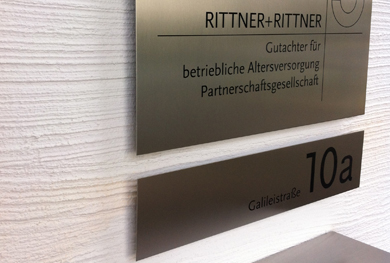 RITTNER+RITTNER
Gutachter für
betriebliche Altersversorgung
Partnerschaftsgesellschaft
Galileistraße 10a